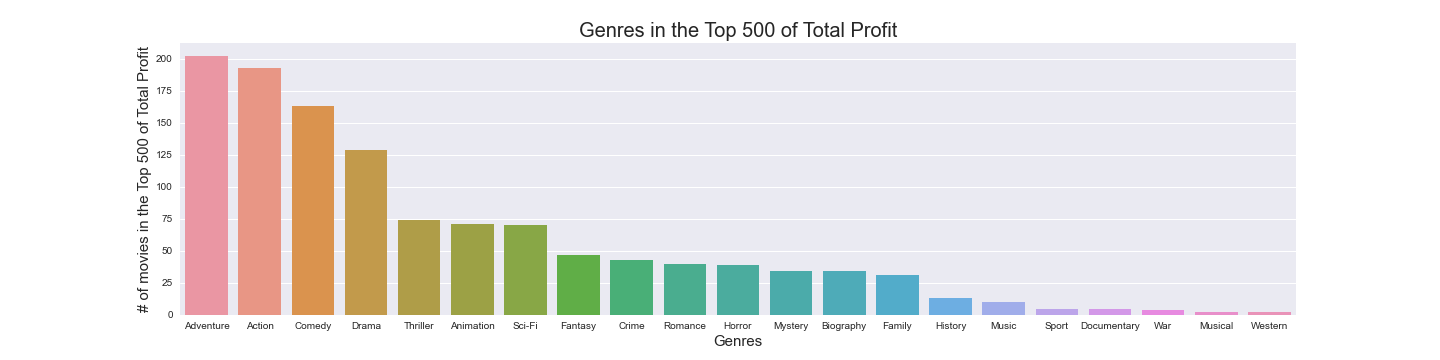 Genres in the Top 500 of Total Profit
# of movies in the Top 500 of Total Profit
200
175
150
125
100
75
50
25
0
Adventure Action Comedy Drama Thriller Animation Sci-Fi Fantasy Crime Romance Horror Mystery Biography Family History Music Sport Documentary War Musical Western
Genres